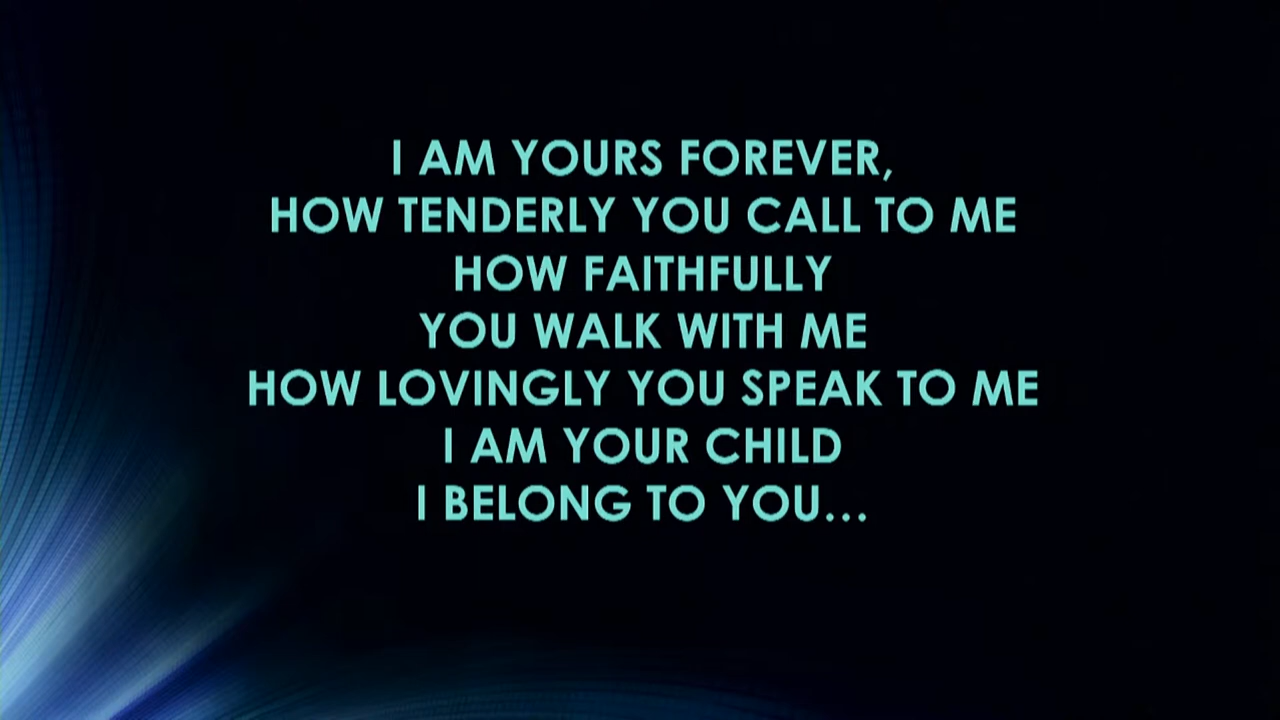 I AM YOURS FOREVER,
HOW TENDERLY YOU CALL TO ME
HOW FAITHFULLY
YOU WALK WITH ME
HOW LOVINGLY YOU SPEAK TO ME
I AM YOUR CHILD
I BELONG TO YOU...